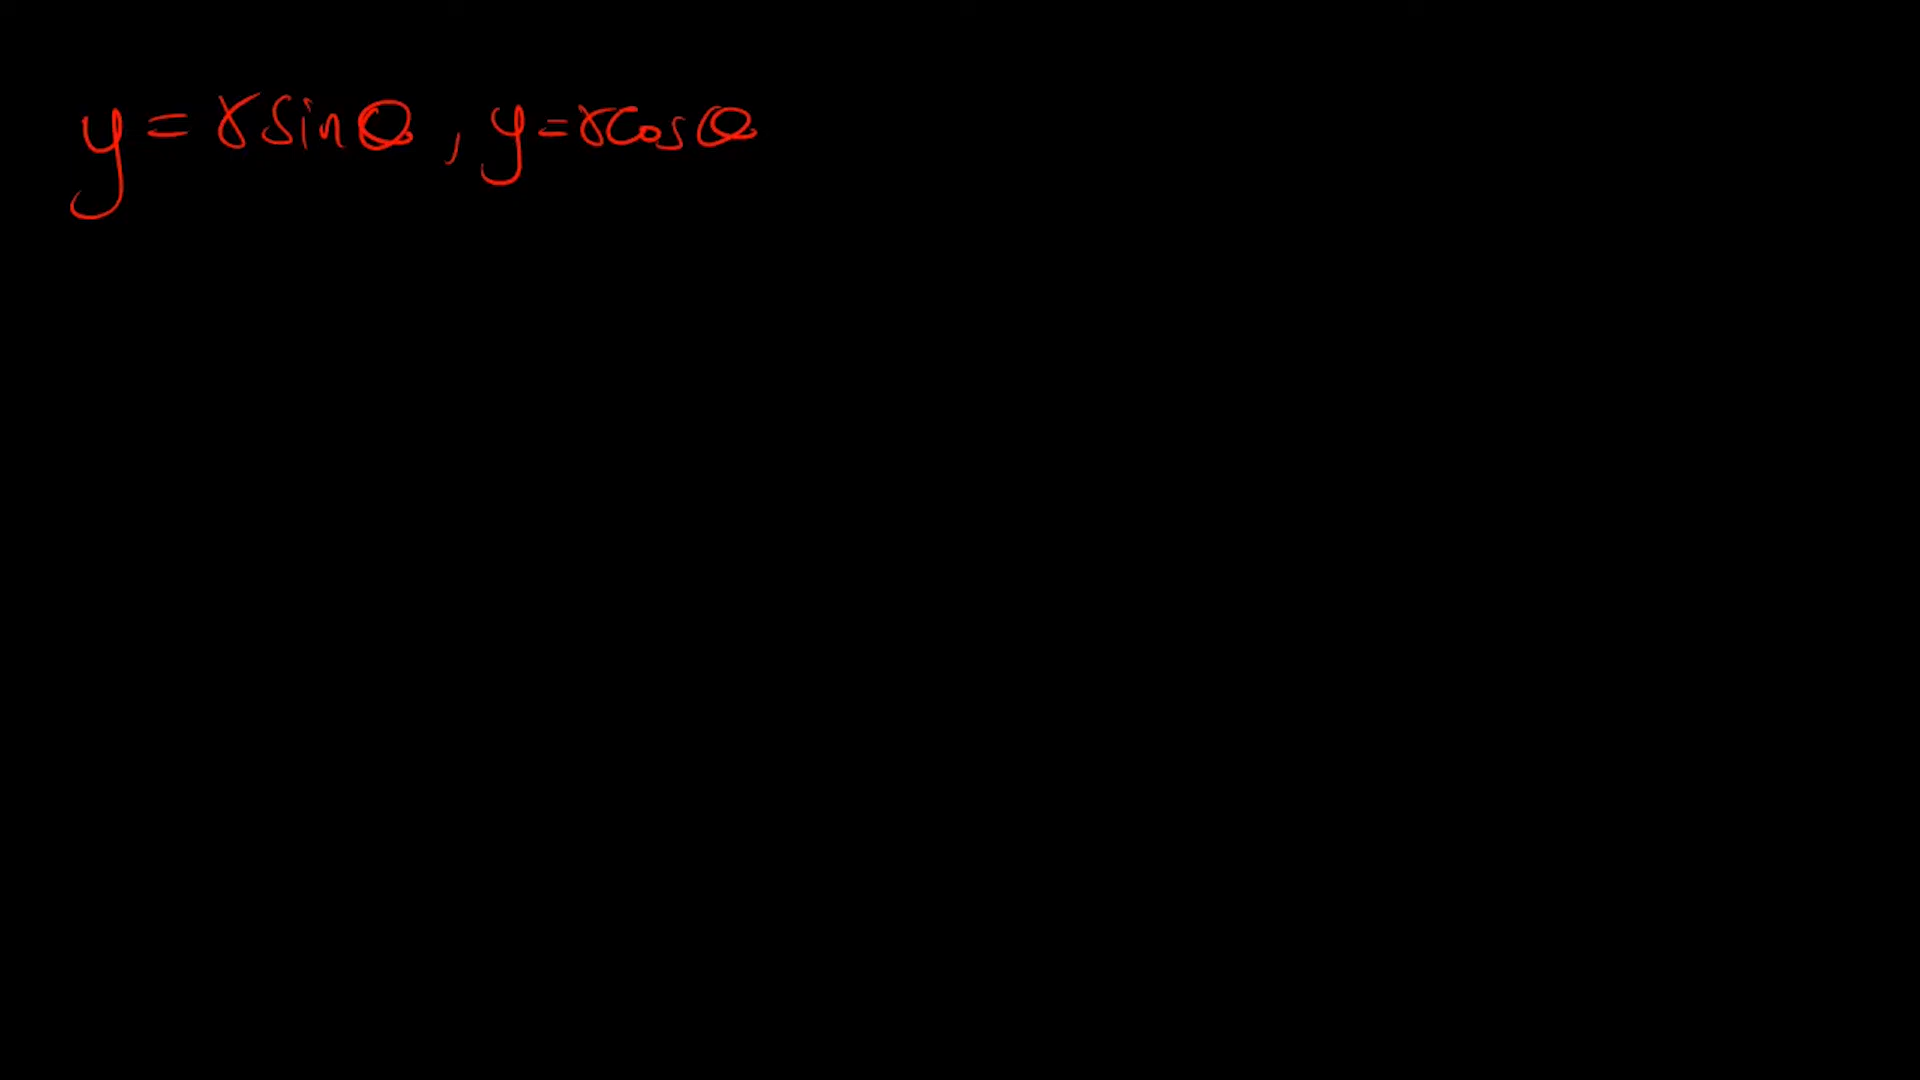 y = r sin θ , y = r cos θ